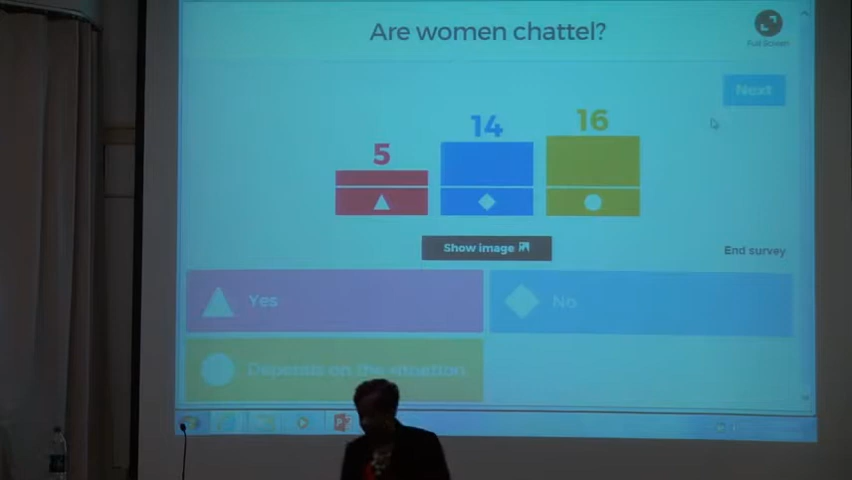 Are women chattel?
Full Screen
Next
5
14
16
Show image
End survey
Yes
No
Depends on the situation